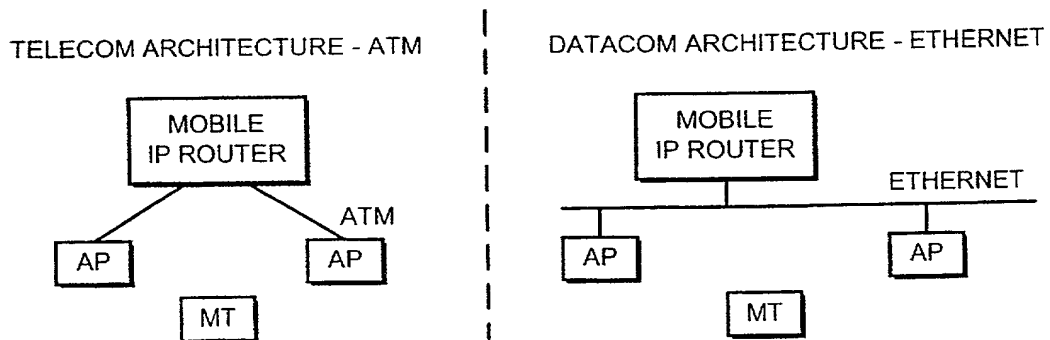 TELECOM ARCHITECTURE - ATM
MOBILE
IP ROUTER
ATM
AP
AP
MT
DATACOM ARCHITECTURE - ETHERNET
MOBILE
IP ROUTER
ETHERNET
AP
AP
MT